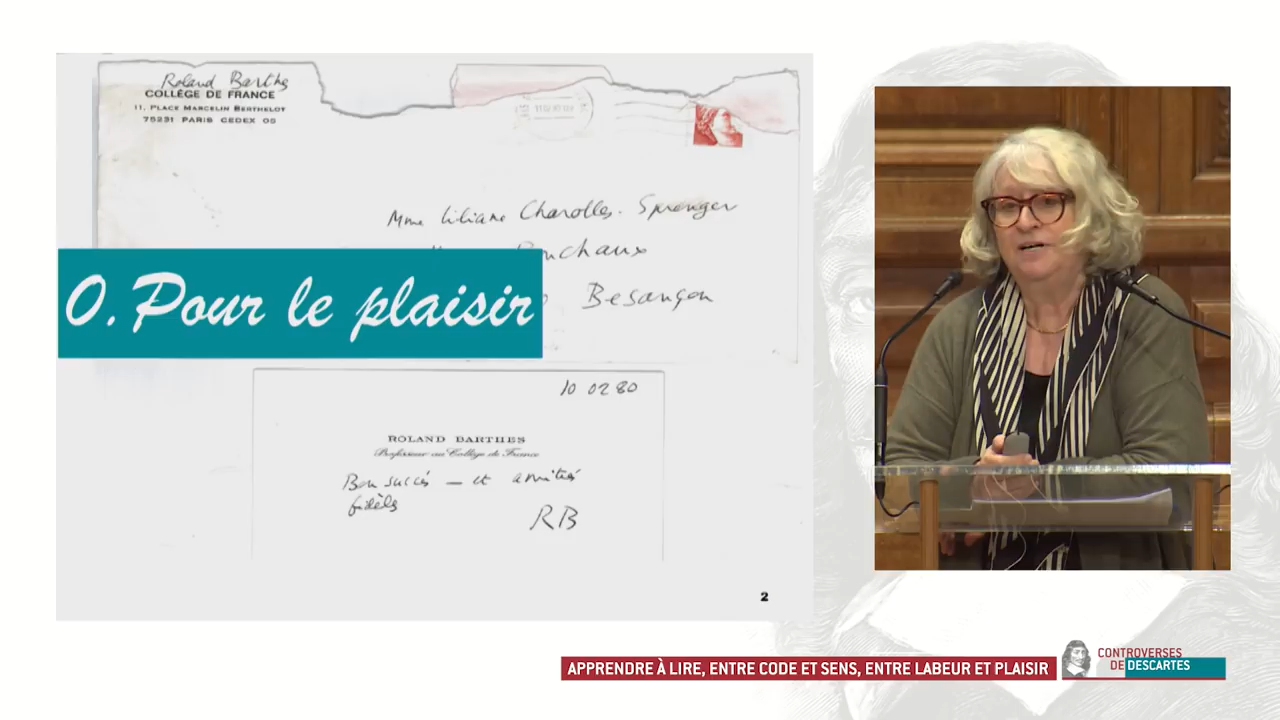 Roland Barthes
COLLÈGE DE FRANCE
11, PLACE MARCELIN BERTHELOT
75231 PARIS CEDEX 05
Mme Liliane Charolles-Sprenger
Bouchaux
Besançon
O. Pour le plaisir
10 02 80
ROLAND BARTHES
Professeur au Collège de France
Bon succès — et amitiés
fidèles
RB
2
APPRENDRE À LIRE, ENTRE CODE ET SENS, ENTRE LABEUR ET PLAISIR
CONTROVERSES
DE DESCARTES